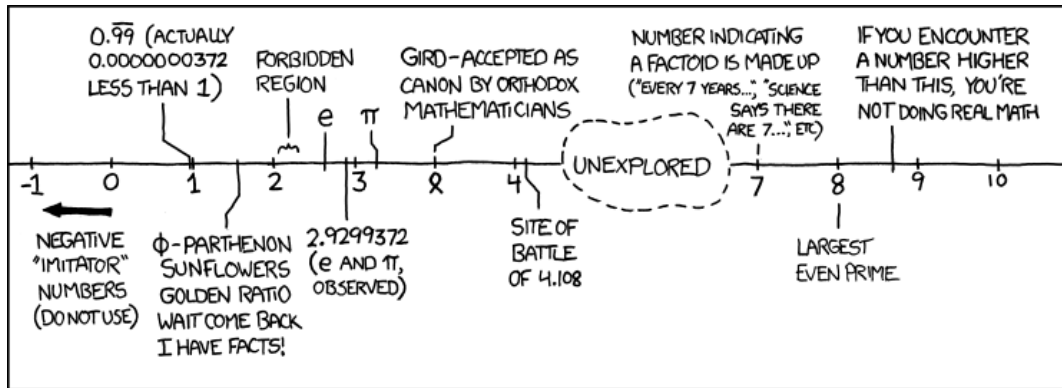 0.99 (ACTUALLY
0.0000000372
LESS THAN 1)
FORBIDDEN
REGION
e
π
GIRD-ACCEPTED AS
CANON BY ORTHODOX
MATHEMATICIANS
NUMBER INDICATING
A FACTOID IS MADE UP
("EVERY 7 YEARS...", "SCIENCE
SAYS THERE
ARE 7...", ETC)
IF YOU ENCOUNTER
A NUMBER HIGHER
THAN THIS, YOU'RE
NOT DOING REAL MATH
UNEXPLORED
-1 0 1 2 3 4 7 8 9 10
NEGATIVE
"IMITATOR"
NUMBERS
(DO NOT USE)
ϕ-PARTHENON
SUNFLOWERS
GOLDEN RATIO
WAIT COME BACK
I HAVE FACTS!
2.9299372
(e AND π,
OBSERVED)
SITE OF
BATTLE
OF 4.108
LARGEST
EVEN PRIME